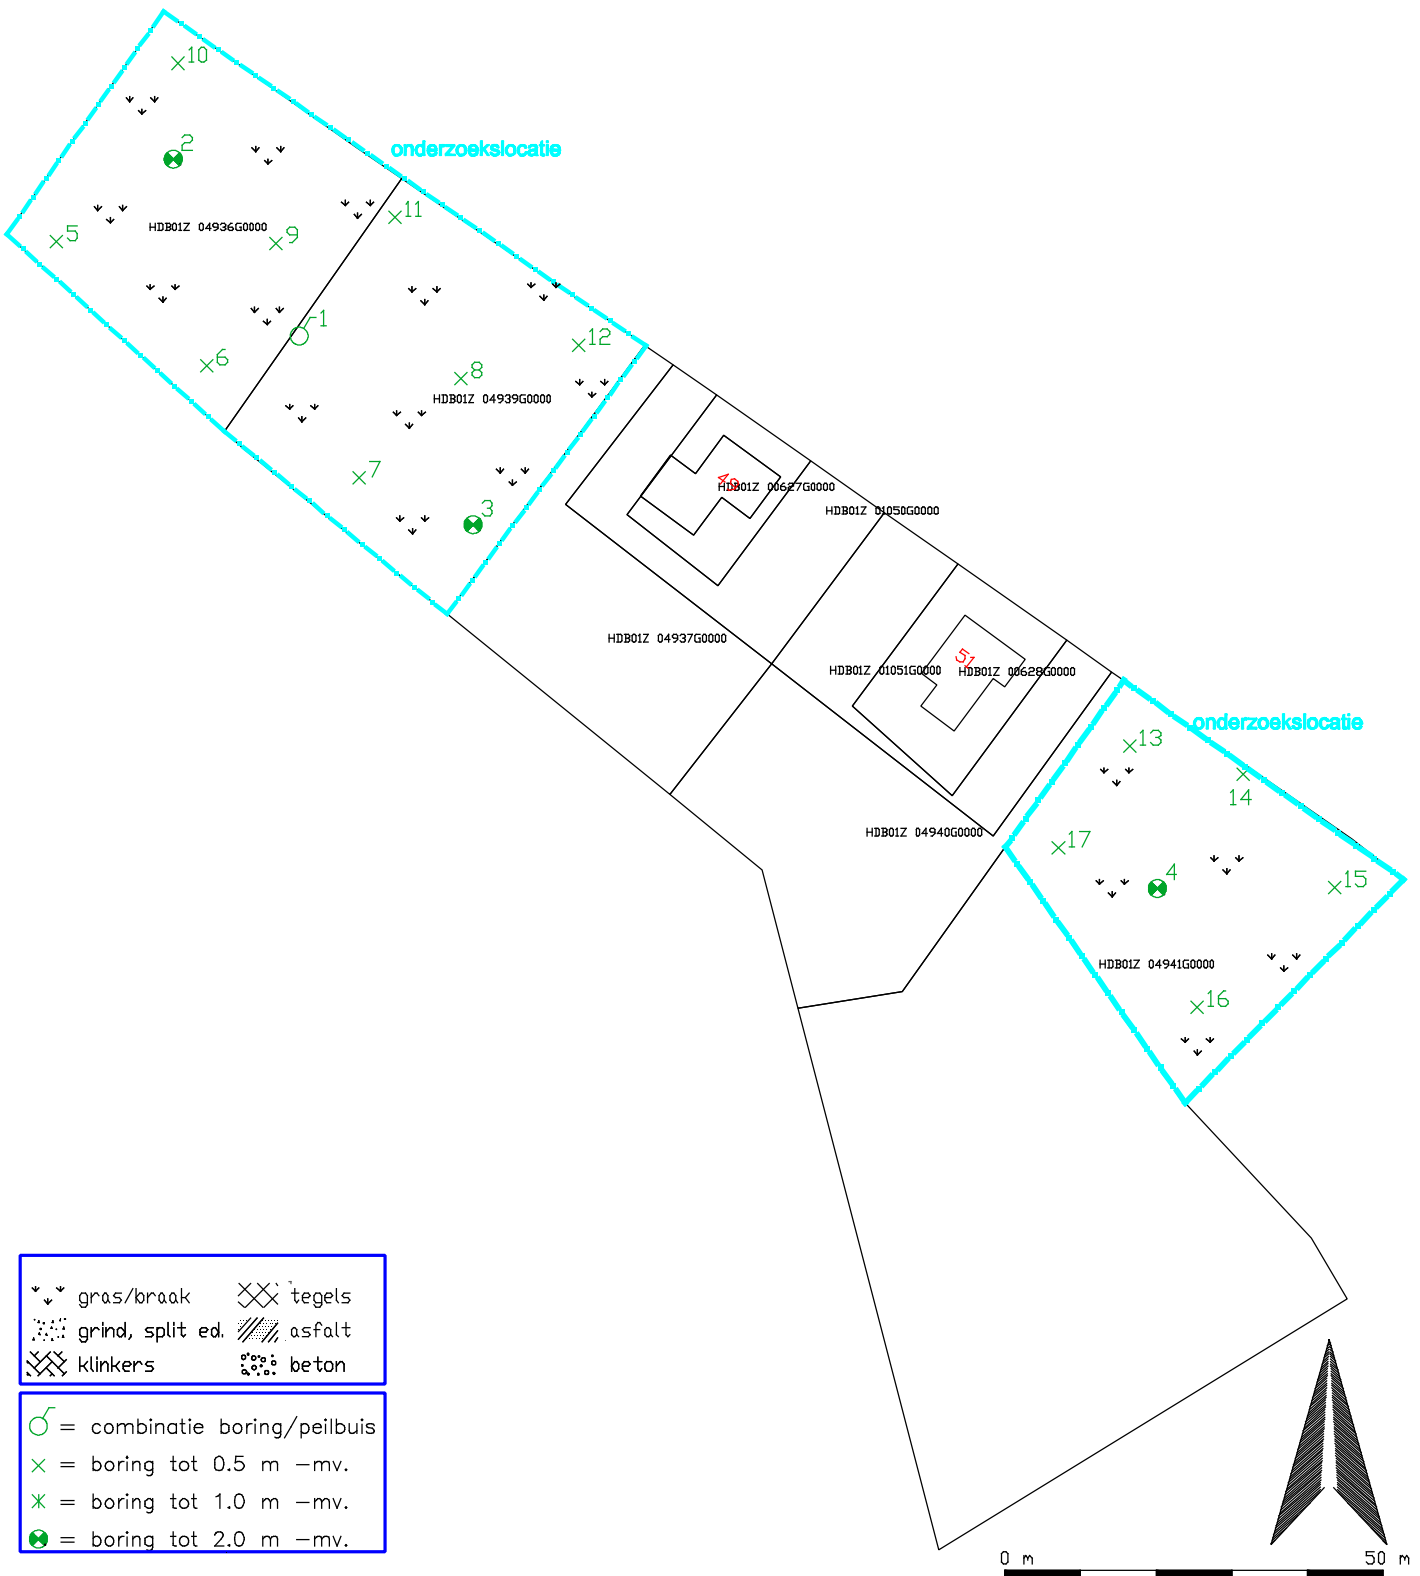 10
2
onderzoekslocatie
11
HDB01Z 04936G0000
5
9
1
12
6
8
HDB01Z 04939G0000
7
3
49
HDB01Z 00627G0000
HDB01Z 01050G0000
HDB01Z 04937G0000
51
HDB01Z 01051G0000
HDB01Z 00628G0000
onderzoekslocatie
13
14
HDB01Z 04940G0000
17
4
15
HDB01Z 04941G0000
16
gras/braak
tegels
grind, split ed.
asfalt
klinkers
beton
= combinatie boring/peilbuis
= boring tot 0.5 m -mv.
= boring tot 1.0 m -mv.
= boring tot 2.0 m -mv.
0 m
50 m